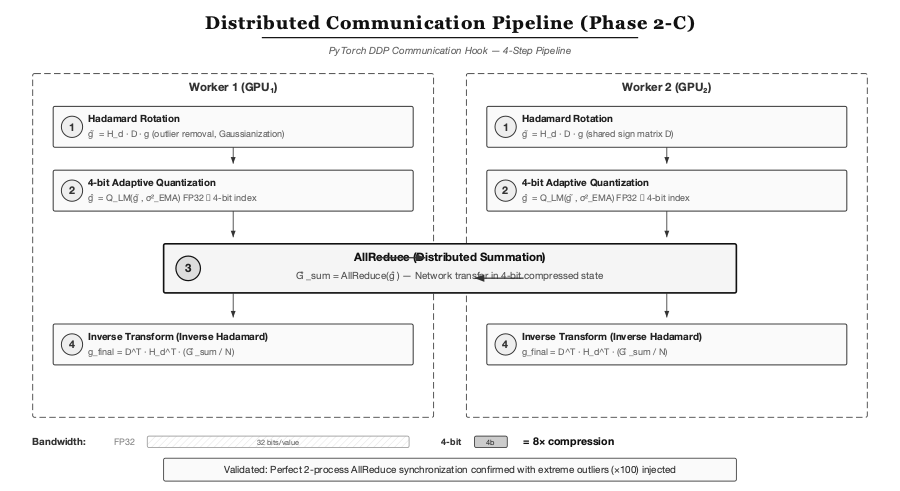 Distributed Communication Pipeline (Phase 2-C)
PyTorch DDP Communication Hook — 4-Step Pipeline
Worker 1 (GPU₁)
1
Hadamard Rotation
g̃ = H_d · D · g (outlier removal, Gaussianization)
2
4-bit Adaptive Quantization
ĝ = Q_LM(g̃, σ²_EMA) FP32 4-bit index
Worker 2 (GPU₂)
1
Hadamard Rotation
g̃ = H_d · D · g (shared sign matrix D)
2
4-bit Adaptive Quantization
ĝ = Q_LM(g̃, σ²_EMA) FP32 4-bit index
3
AllReduce (Distributed Summation)
G̃_sum = AllReduce(ĝ) — Network transfer in 4-bit compressed state
4
Inverse Transform (Inverse Hadamard)
g_final = D^T · H_d^T · (G̃_sum / N)
4
Inverse Transform (Inverse Hadamard)
g_final = D^T · H_d^T · (G̃_sum / N)
Bandwidth: FP32 32 bits/value 4-bit 4b = 8× compression
Validated: Perfect 2-process AllReduce synchronization confirmed with extreme outliers (×100) injected